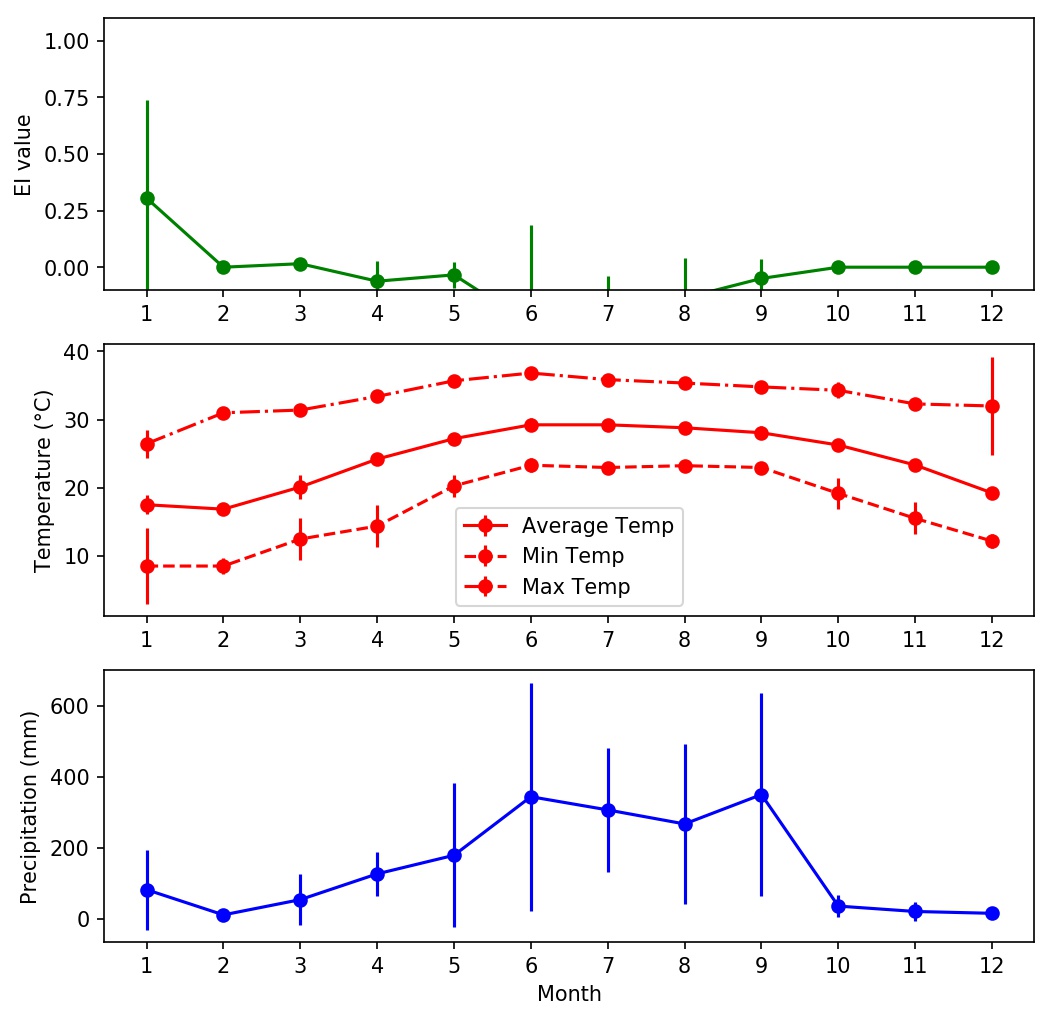 1.00
0.75
0.50
0.25
0.00
EI value
1 2 3 4 5 6 7 8 9 10 11 12
40
30
20
10
Temperature (°C)
Average Temp
Min Temp
Max Temp
1 2 3 4 5 6 7 8 9 10 11 12
600
400
200
0
Precipitation (mm)
1 2 3 4 5 6 7 8 9 10 11 12
Month